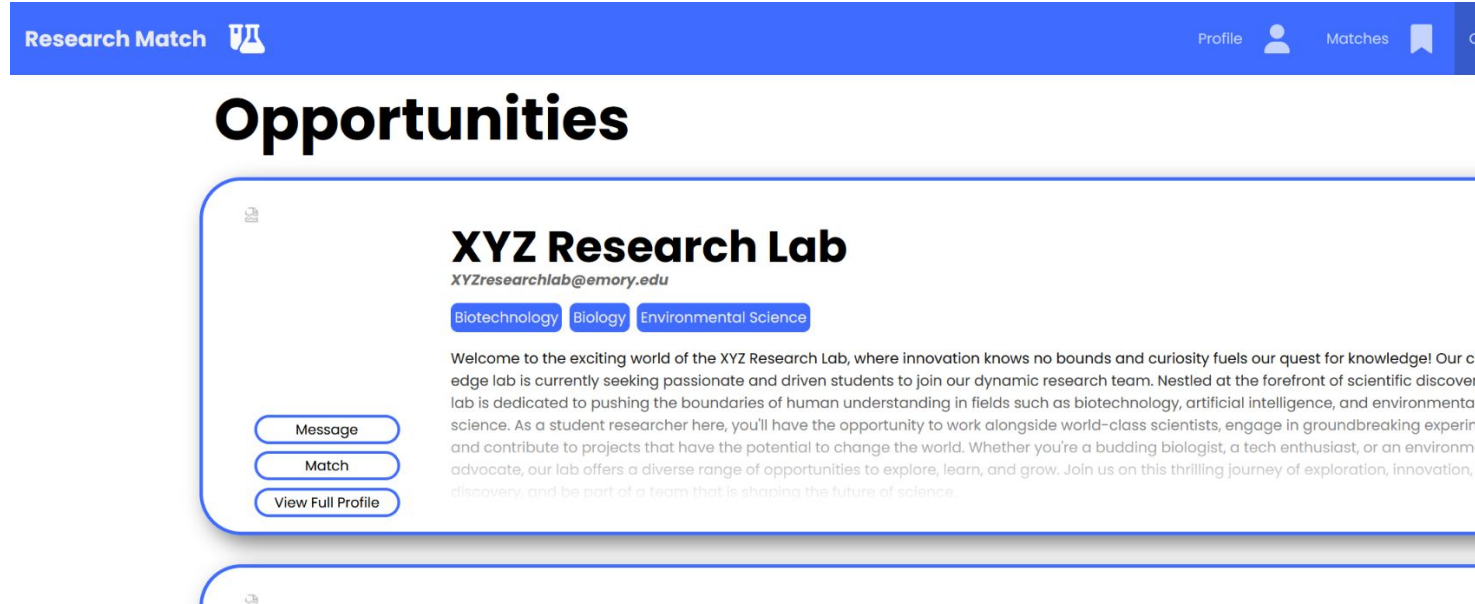 Research Match
Profile
Matches
Opportunities
XYZ Research Lab
XYZresearchlab@emory.edu
Biotechnology Biology Environmental Science
Welcome to the exciting world of the XYZ Research Lab, where innovation knows no bounds and curiosity fuels our quest for knowledge! Our
edge lab is currently seeking passionate and driven students to join our dynamic research team. Nestled at the forefront of scientific
lab is dedicated to pushing the boundaries of human understanding in fields such as biotechnology, artificial intelligence, and
science. As a student researcher here, you'll have the opportunity to work alongside world-class scientists, engage in groundbreaking
and contribute to projects that have the potential to change the world. Whether you're a budding biologist, a tech enthusiast, or an
advocate, our lab offers a diverse range of opportunities to explore, learn, and grow. Join us on this thrilling journey of exploration, innovation,
discovery, and be part of a team that is shaping the future of science.
Message
Match
View Full Profile